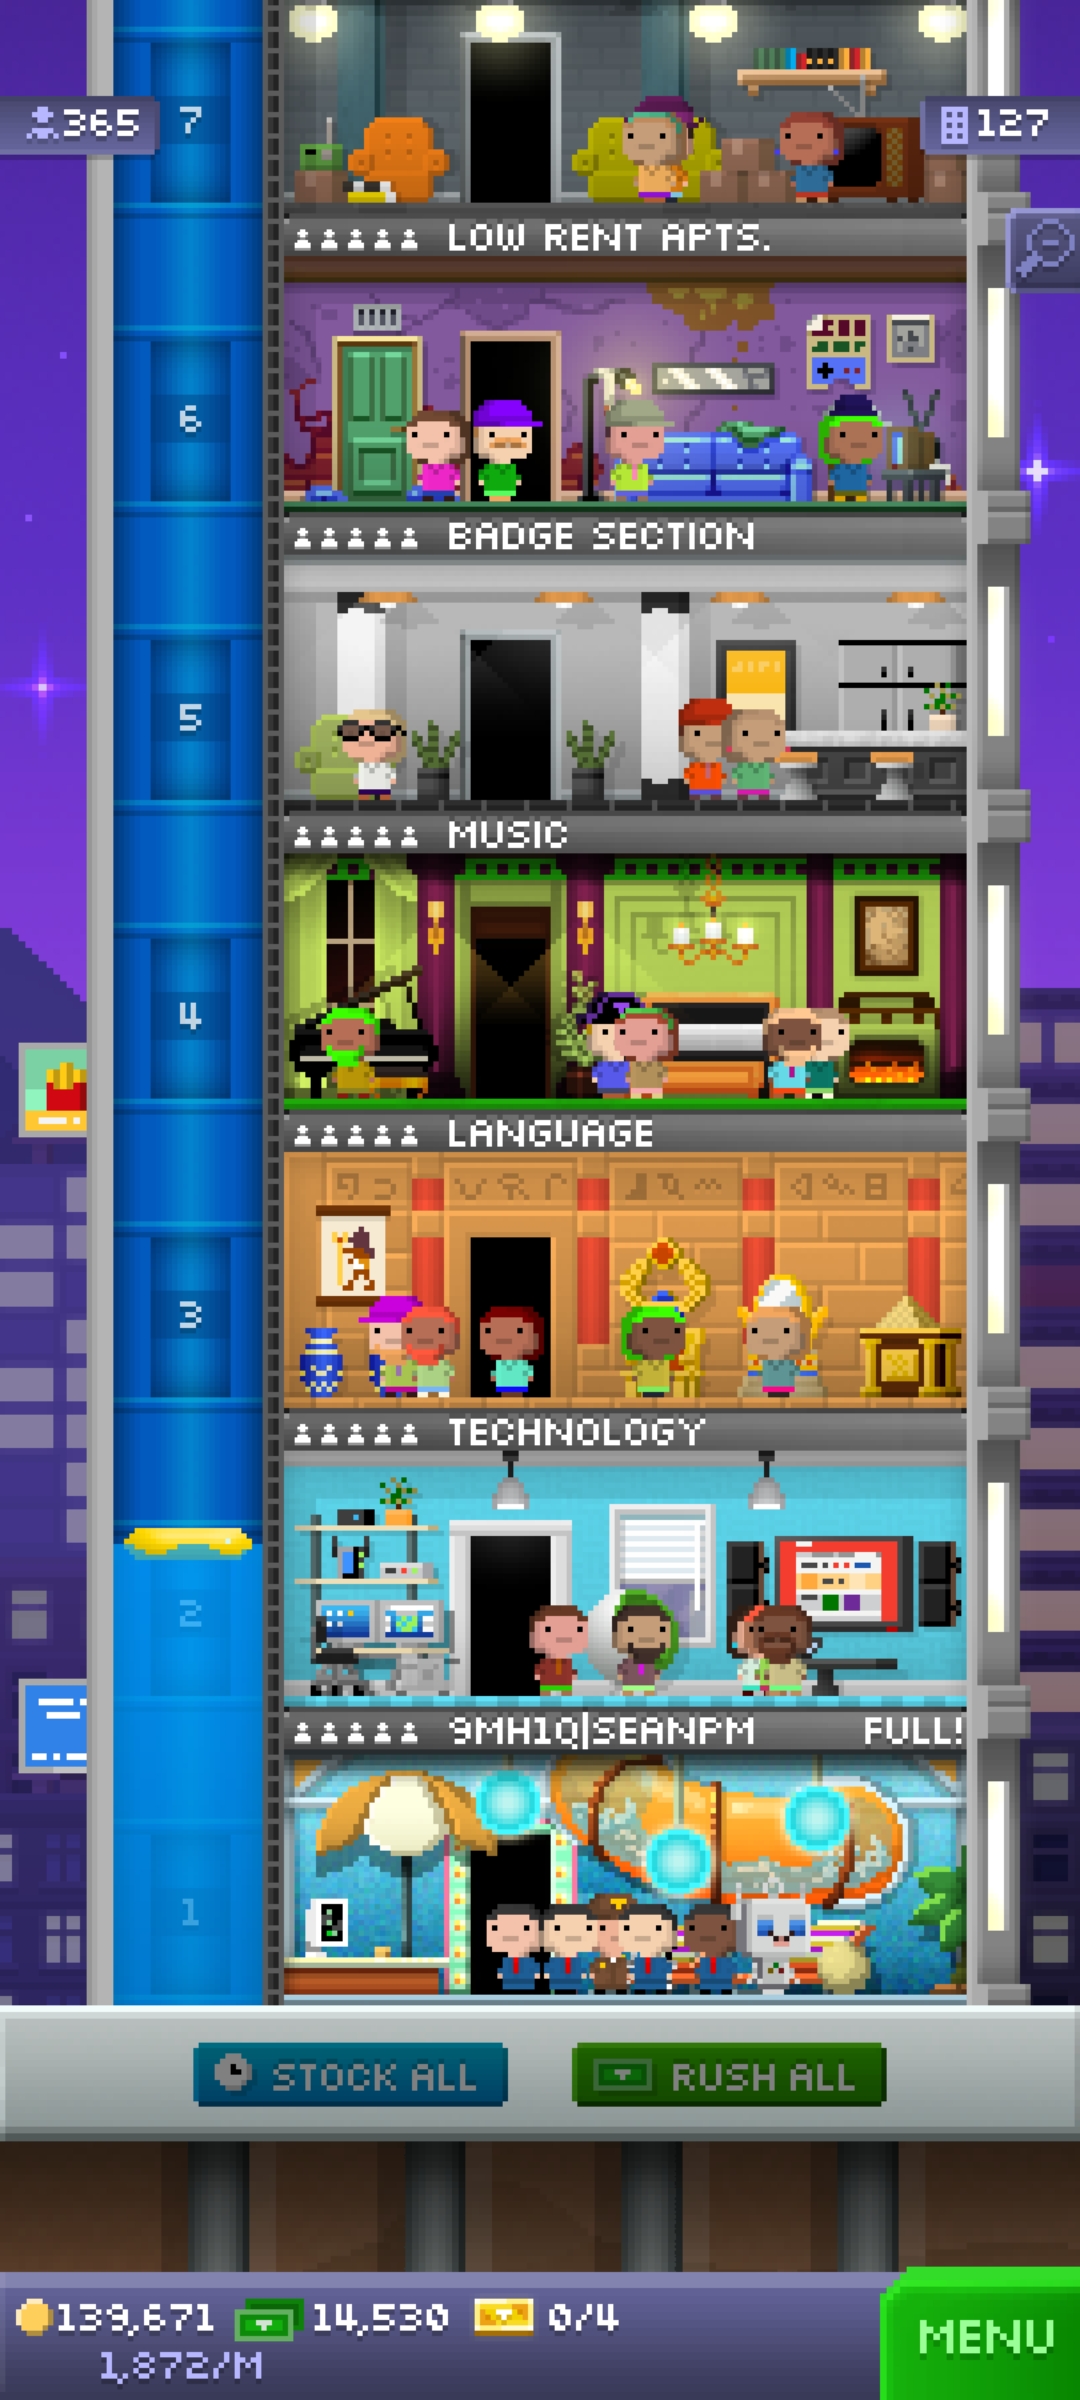 365
7
127
LOW RENT APTS.
6
BADGE SECTION
5
MUSIC
4
LANGUAGE
3
TECHNOLOGY
2
9MH1Q|SEANPM FULL!
1
STOCK ALL
RUSH ALL
139,671 14,530 0/4
1,872/M
MENU